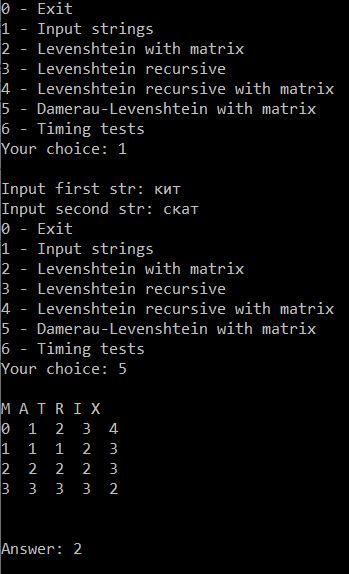 0 - Exit
1 - Input strings
2 - Levenshtein with matrix
3 - Levenshtein recursive
4 - Levenshtein recursive with matrix
5 - Damerau-Levenshtein with matrix
6 - Timing tests
Your choice: 1
Input first str: кит
Input second str: скат
0 - Exit
1 - Input strings
2 - Levenshtein with matrix
3 - Levenshtein recursive
4 - Levenshtein recursive with matrix
5 - Damerau-Levenshtein with matrix
6 - Timing tests
Your choice: 5
M A T R I X
0 1 2 3 4
1 1 1 2 3
2 2 2 2 3
3 3 3 3 2
Answer: 2